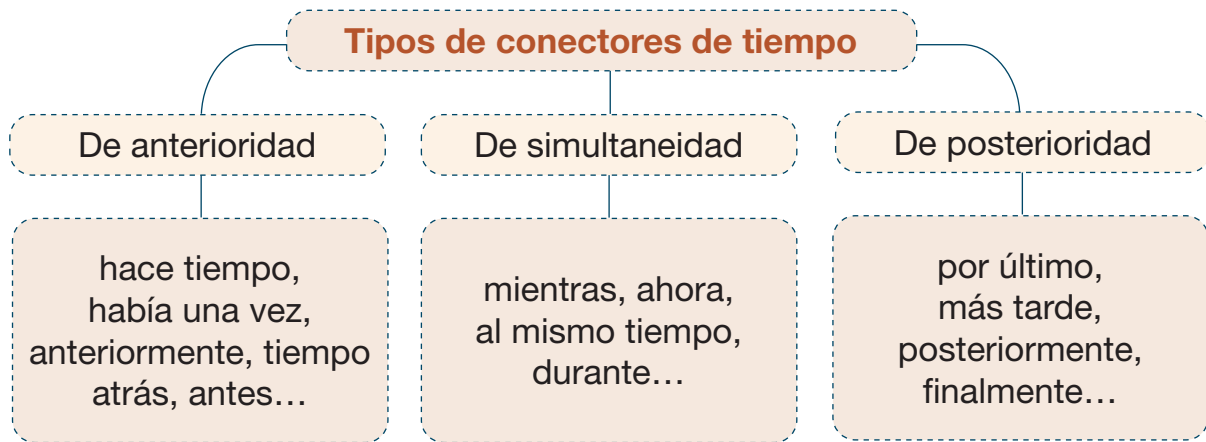 Tipos de conectores de tiempo
De anterioridad
hace tiempo,
había una vez,
anteriormente, tiempo
atrás, antes…
De simultaneidad
mientras, ahora,
al mismo tiempo,
durante…
De posterioridad
por último,
más tarde,
posteriormente,
finalmente…